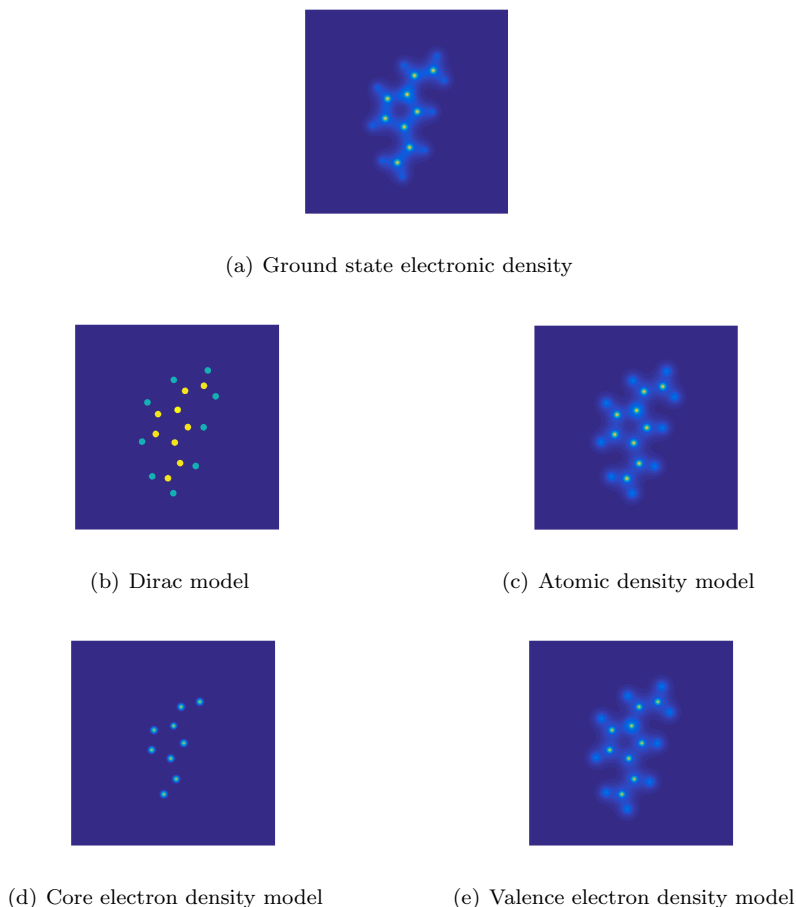 (a) Ground state electronic density
(b) Dirac model
(c) Atomic density model
(d) Core electron density model
(e) Valence electron density model